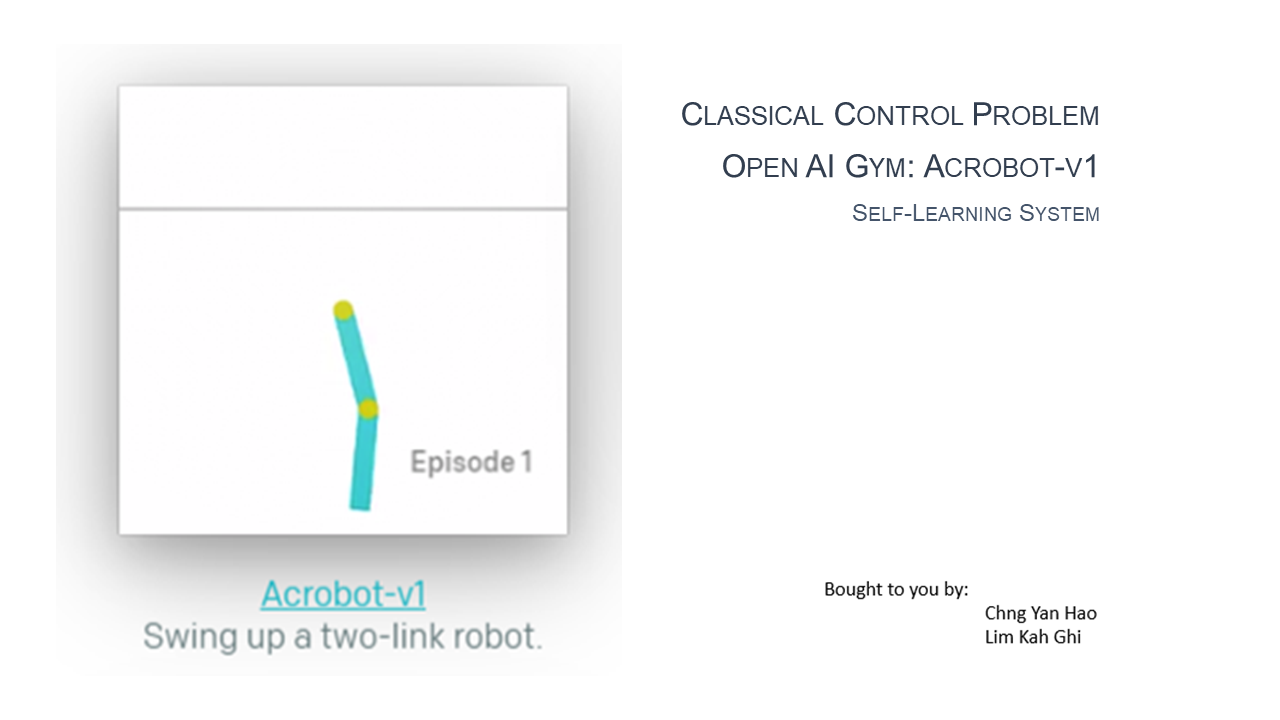 Classical Control Problem
Open AI Gym: Acrobot-v1
Self-Learning System
Episode 1
Acrobot-v1
Swing up a two-link robot.
Bought to you by:
Chng Yan Hao
Lim Kah Ghi